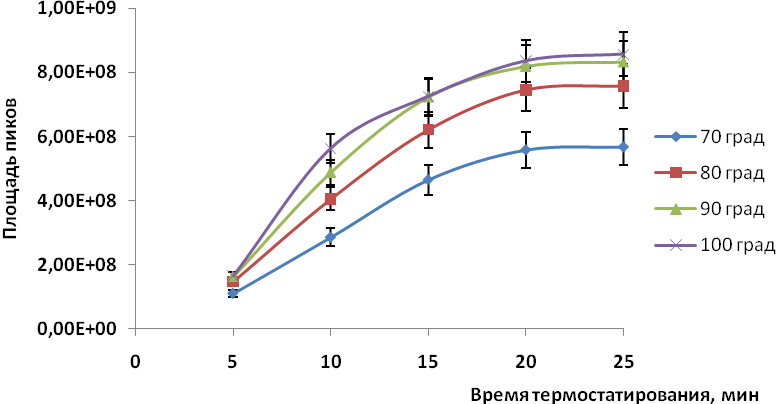 Площадь пиков
1,00E+09
8,00E+08
6,00E+08
4,00E+08
2,00E+08
0,00E+00
0 5 10 15 20 25
Время термостатирования, мин
70 град
80 град
90 град
100 град